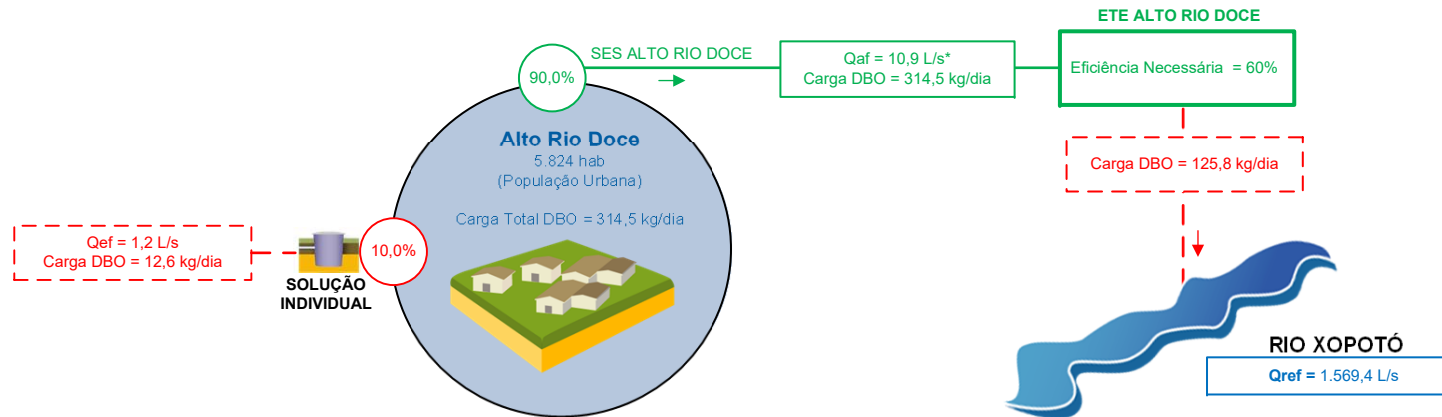 ETE ALTO RIO DOCE
SES ALTO RIO DOCE
90,0%
Qaf = 10,9 L/s*
Carga DBO = 314,5 kg/dia
Eficiência Necessária = 60%
Alto Rio Doce
5.824 hab
(População Urbana)
Carga Total DBO = 314,5 kg/dia
Carga DBO = 125,8 kg/dia
Qef = 1,2 L/s
Carga DBO = 12,6 kg/dia
10,0%
SOLUÇÃO
INDIVIDUAL
RIO XOPOTÓ
Qref = 1.569,4 L/s